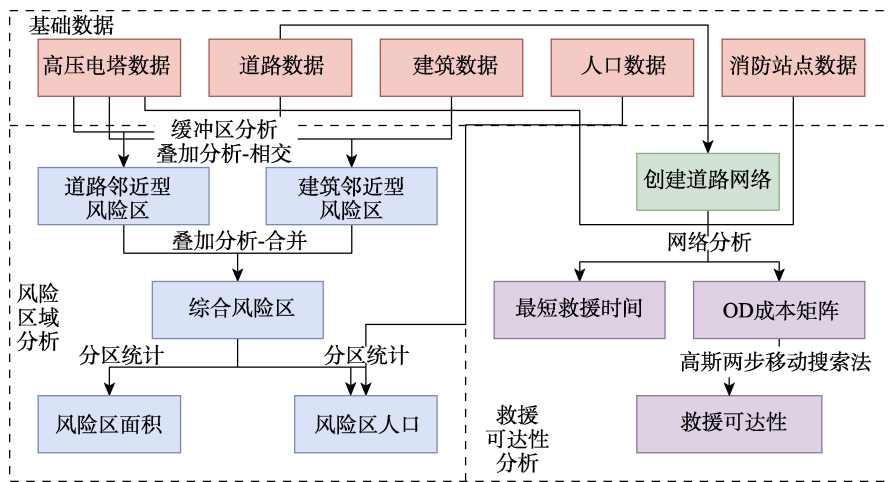 基础数据
高压电塔数据
道路数据
建筑数据
人口数据
消防站点数据
缓冲区分析
叠加分析-相交
道路邻近型
风险区
建筑邻近型
风险区
创建道路网络
叠加分析-合并
网络分析
风险
区域
分析
综合风险区
最短救援时间
OD成本矩阵
分区统计
分区统计
高斯两步移动搜索法
风险区面积
风险区人口
救援
可达性
分析
救援可达性